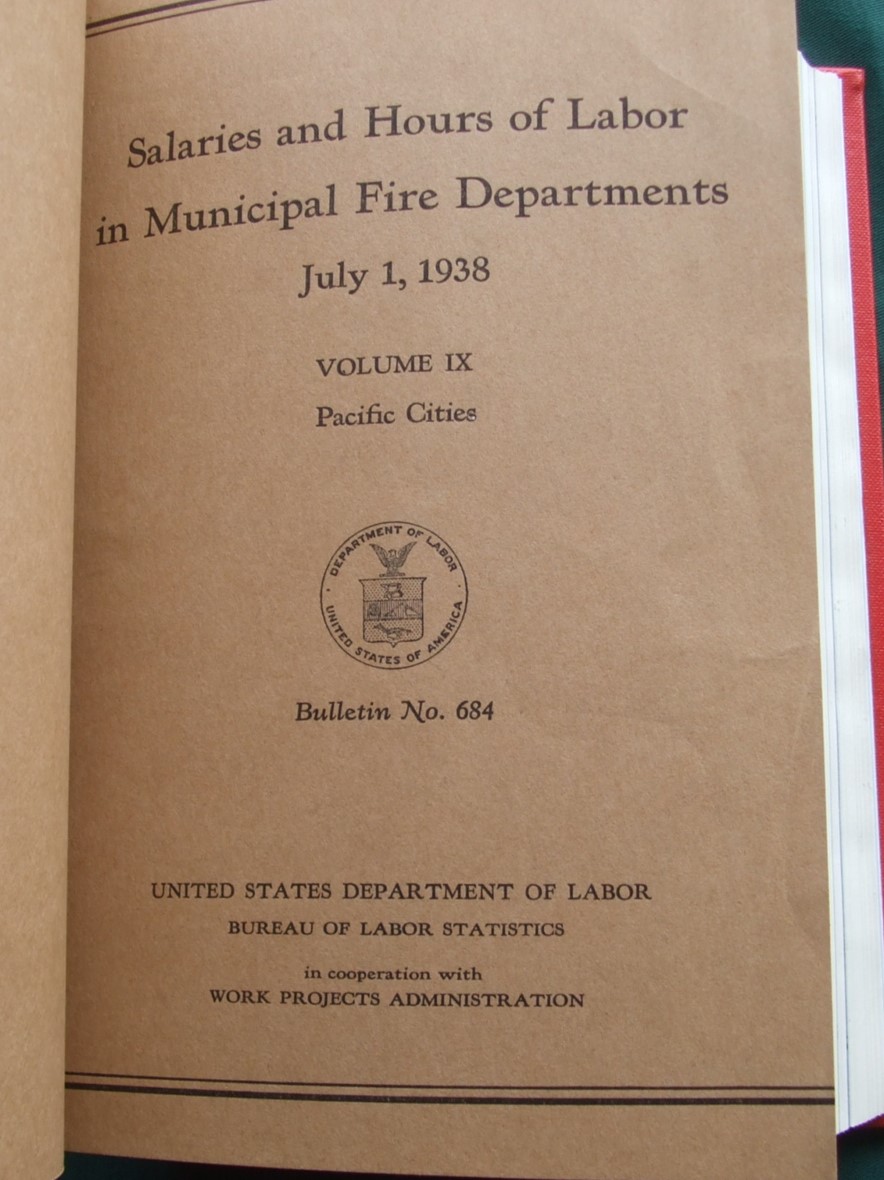 Salaries and Hours of Labor
in Municipal Fire Departments
July 1, 1938
VOLUME IX
Pacific Cities
DEPARTMENT OF LABOR
UNITED STATES OF AMERICA
Bulletin No. 684
UNITED STATES DEPARTMENT OF LABOR
BUREAU OF LABOR STATISTICS
in cooperation with
WORK PROJECTS ADMINISTRATION